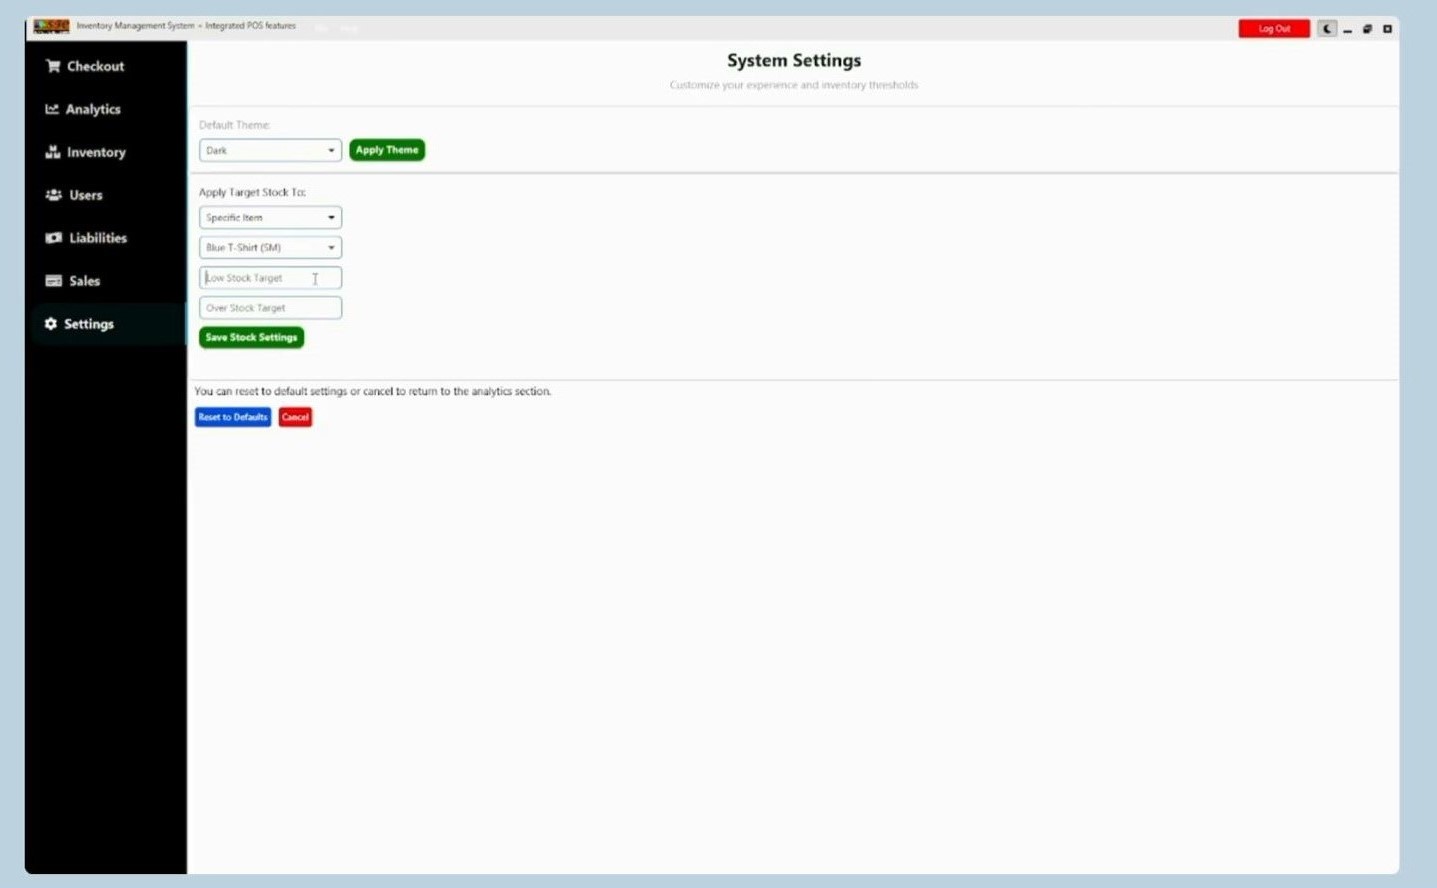 Inventory Management System - Integrated POS features
Log Out
Checkout
Analytics
Inventory
Users
Liabilities
Sales
Settings
System Settings
Customize your experience and inventory thresholds
Default Theme:
Dark
Apply Theme
Apply Target Stock To:
Specific Item
Blue T-Shirt (SM)
Low Stock Target
Over Stock Target
Save Stock Settings
You can reset to default settings or cancel to return to the analytics section.
Reset to Defaults
Cancel